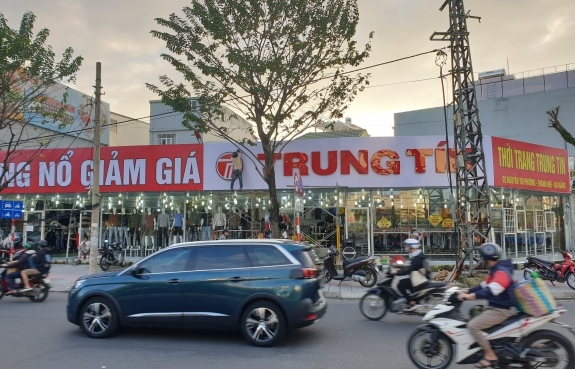 NG NỔ GIẢM GIÁ
TRUNG TÍN
THỜI TRANG TRUNG TÍN